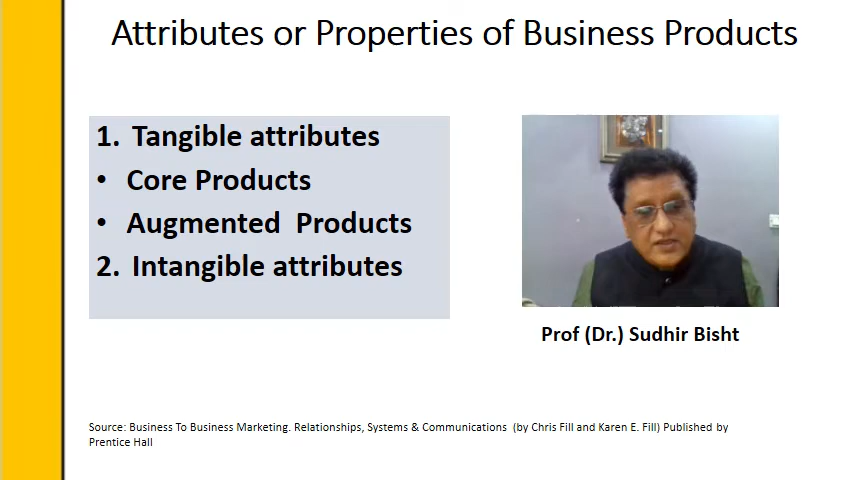 Attributes or Properties of Business Products
1. Tangible attributes
• Core Products
• Augmented Products
2. Intangible attributes
Prof (Dr.) Sudhir Bisht
Source: Business To Business Marketing. Relationships, Systems & Communications (by Chris Fill and Karen E. Fill) Published by
Prentice Hall